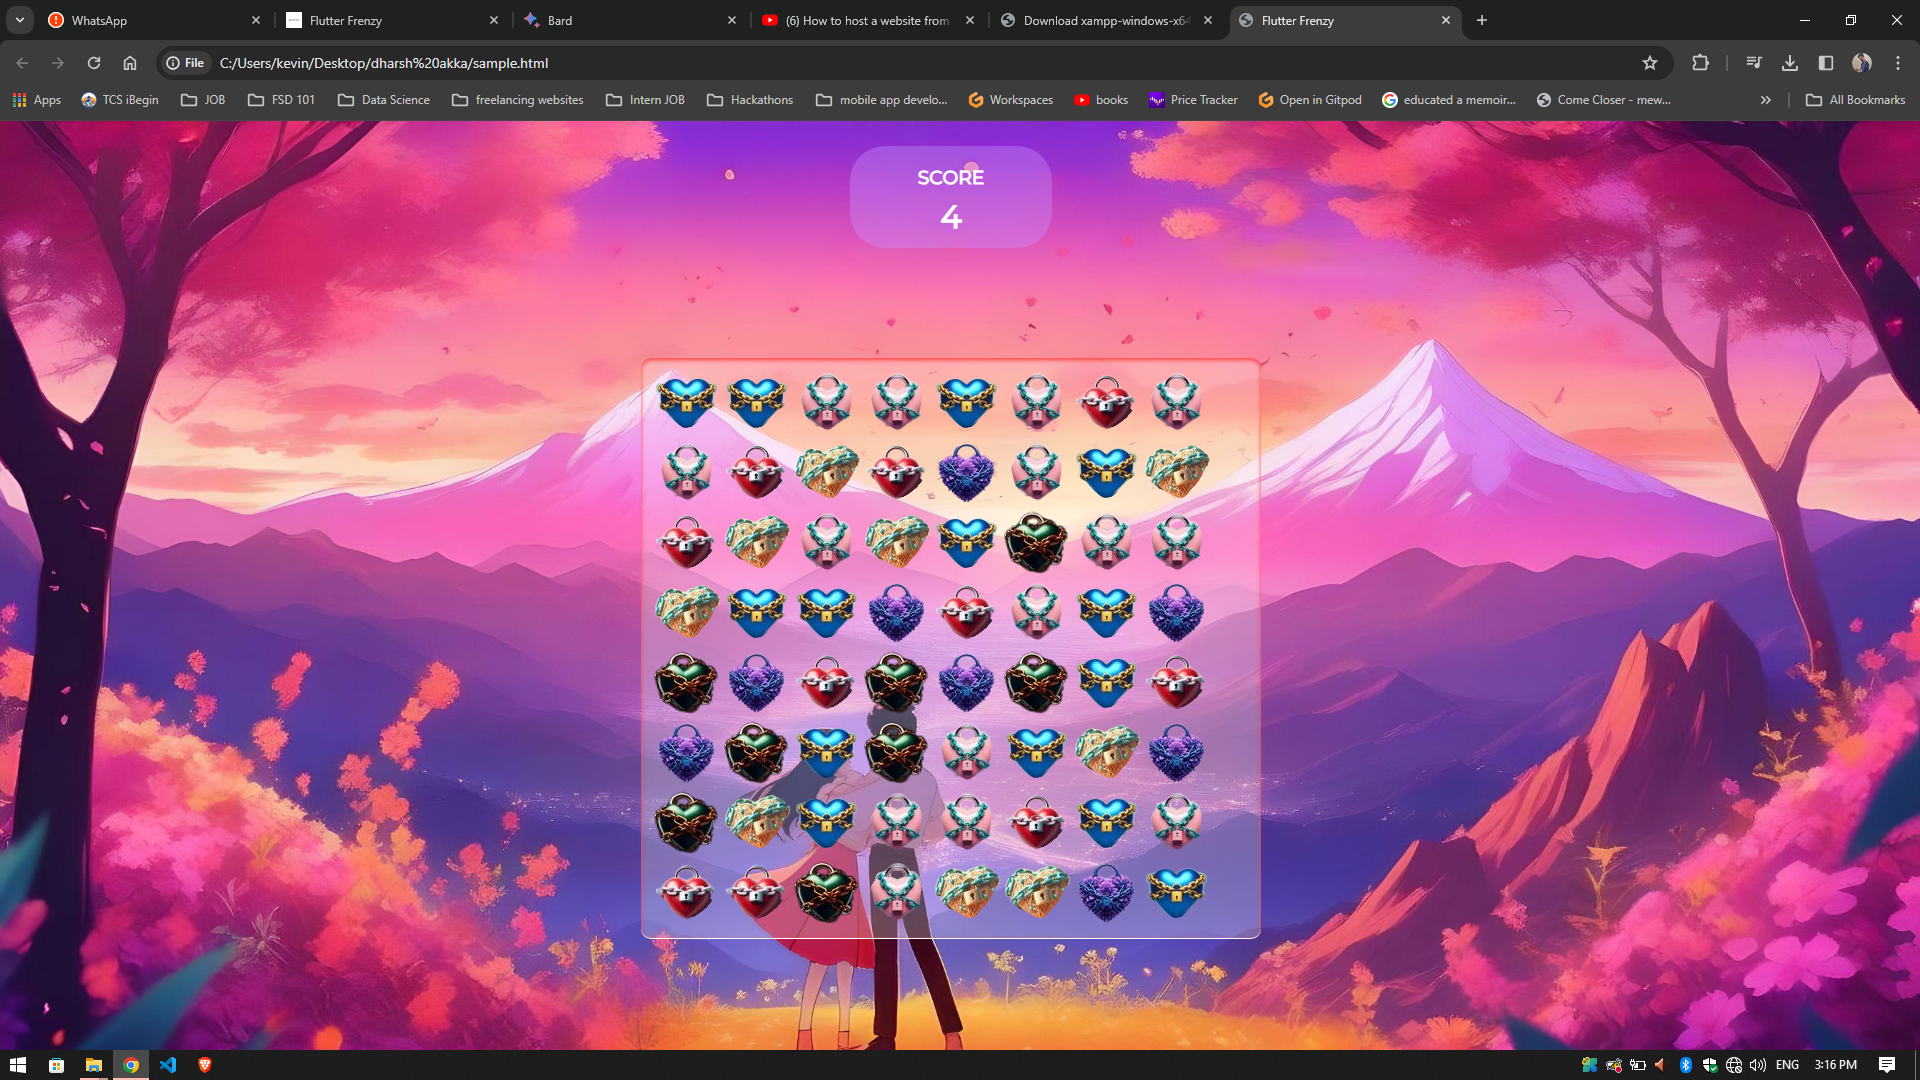 WhatsApp
Flutter Frenzy
Bard
(6) How to host a website from
Download xampp-windows-x64
Flutter Frenzy
File
C:/Users/kevin/Desktop/dharsh%20akka/sample.html
Apps
TCS iBegin
JOB
FSD 101
Data Science
freelancing websites
Intern JOB
Hackathons
mobile app develo...
Workspaces
books
Price Tracker
Open in Gitpod
educated a memoir...
Come Closer - mew...
All Bookmarks
SCORE
4
ENG
3:16 PM